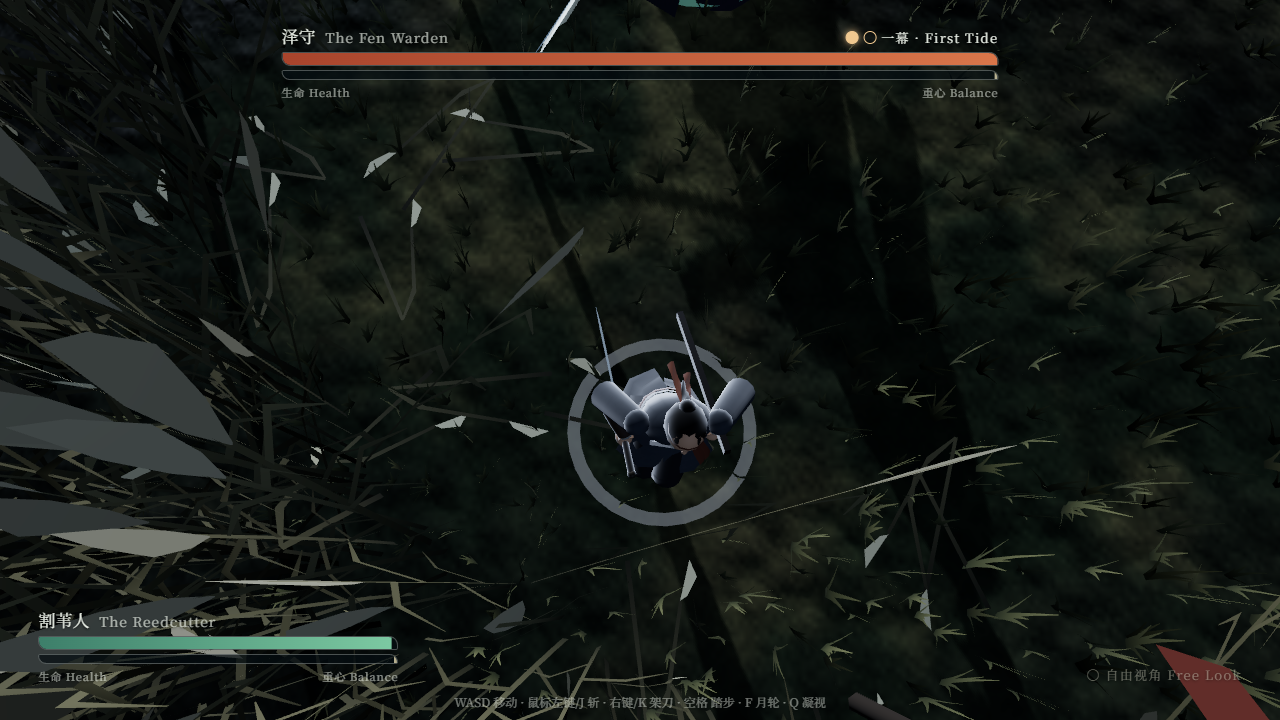 泽守 The Fen Warden
一幕 · First Tide
生命 Health
重心 Balance
割苇人 The Reedcutter
生命 Health
重心 Balance
自由视角 Free Look
WASD 移动 · 鼠标左键/J 斩 · 右键/K 架刀 · 空格 踏步 · F 月轮 · Q 凝视